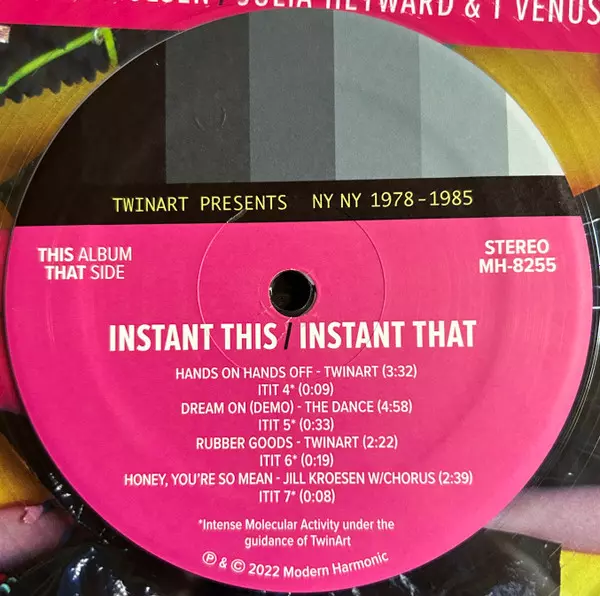 / JULIA HEYWARD & T VENUS
TWINART PRESENTS NY NY 1978-1985
THIS ALBUM
THAT SIDE
STEREO
MH-8255
INSTANT THIS / INSTANT THAT
HANDS ON HANDS OFF - TWINART (3:32)
ITIT 4* (0:09)
DREAM ON (DEMO) - THE DANCE (4:58)
ITIT 5* (0:33)
RUBBER GOODS - TWINART (2:22)
ITIT 6* (0:19)
HONEY, YOU'RE SO MEAN - JILL KROESEN W/CHORUS (2:39)
ITIT 7* (0:08)
*Intense Molecular Activity under the
guidance of TwinArt
Ⓟ & © 2022 Modern Harmonic